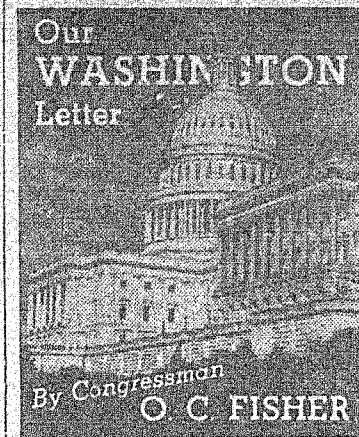 Our
WASHINGTON
Letter
By Congressman
O. C. FISHER